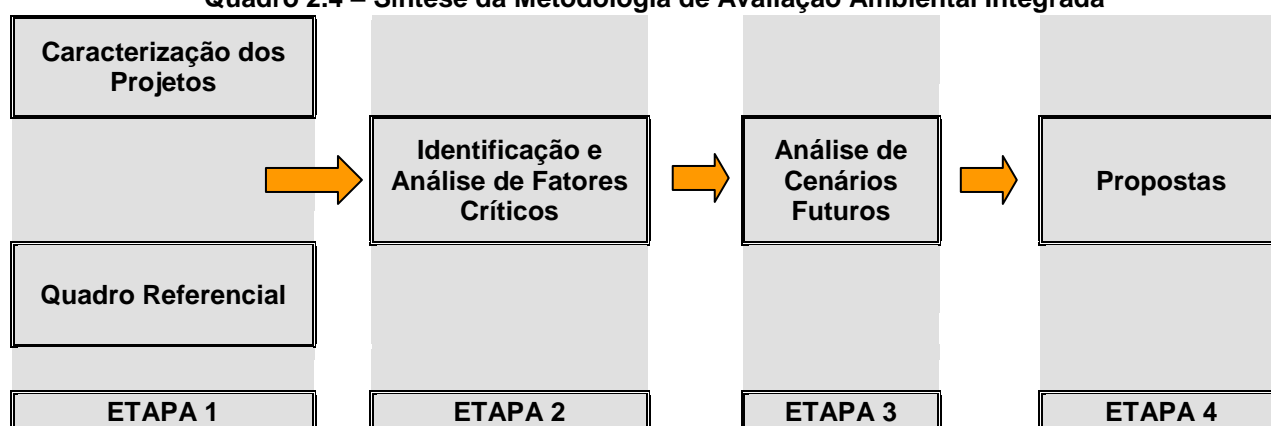 Quadro 2.4 – Síntese da Metodologia de Avaliação Ambiental Integrada
Caracterização dos
Projetos
Quadro Referencial
ETAPA 1
Identificação e
Análise de Fatores
Críticos
ETAPA 2
Análise de
Cenários
Futuros
ETAPA 3
Propostas
ETAPA 4